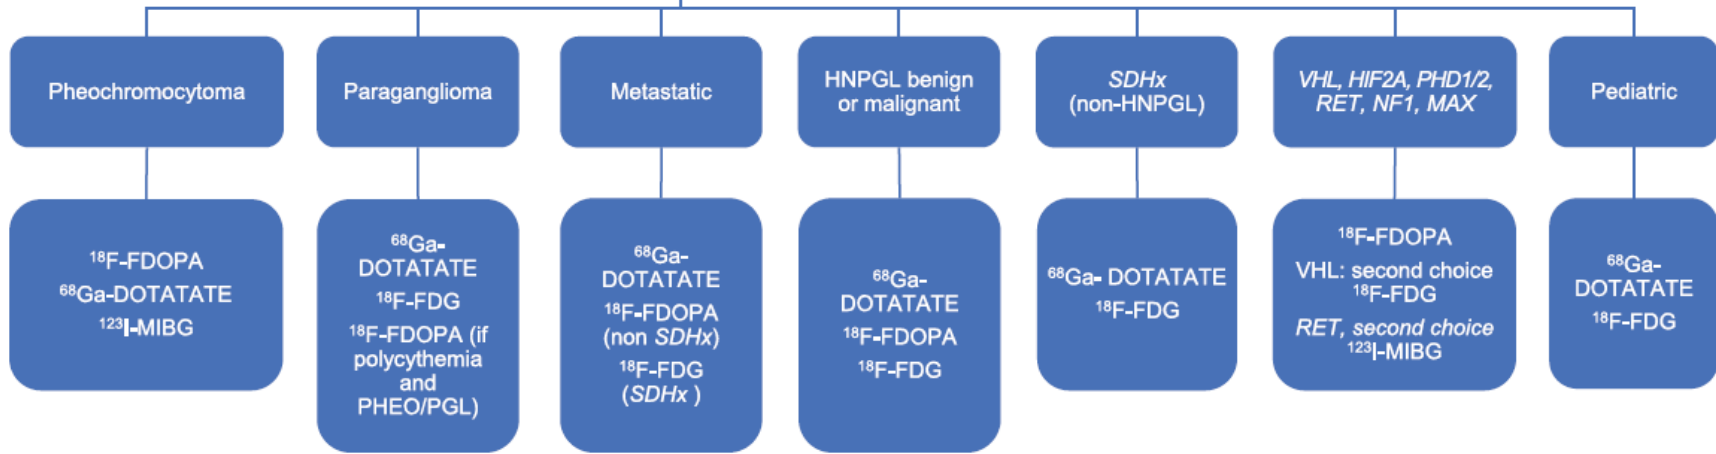 Pheochromocytoma
Paraganglioma
Metastatic
HNPGL benign
or malignant
SDHx
(non-HNPGL)
VHL, HIF2A, PHD1/2,
RET, NF1, MAX
Pediatric
¹⁸F-FDOPA
⁶⁸Ga-DOTATATE
¹²³I-MIBG
⁶⁸Ga-
DOTATATE
¹⁸F-FDG
¹⁸F-FDOPA (if
polycythemia
and
PHEO/PGL)
⁶⁸Ga-
DOTATATE
¹⁸F-FDOPA
(non SDHx)
¹⁸F-FDG
(SDHx )
⁶⁸Ga-
DOTATATE
¹⁸F-FDOPA
¹⁸F-FDG
⁶⁸Ga- DOTATATE
¹⁸F-FDG
¹⁸F-FDOPA
VHL: second choice
¹⁸F-FDG
RET, second choice
¹²³I-MIBG
⁶⁸Ga-
DOTATATE
¹⁸F-FDG